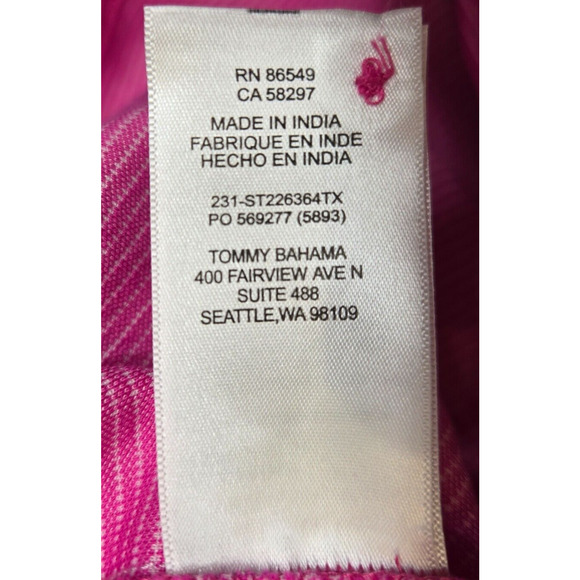 RN 86549
CA 58297
MADE IN INDIA
FABRIQUE EN INDE
HECHO EN INDIA
231-ST226364TX
PO 569277 (5893)
TOMMY BAHAMA
400 FAIRVIEW AVE N
SUITE 488
SEATTLE,WA 98109